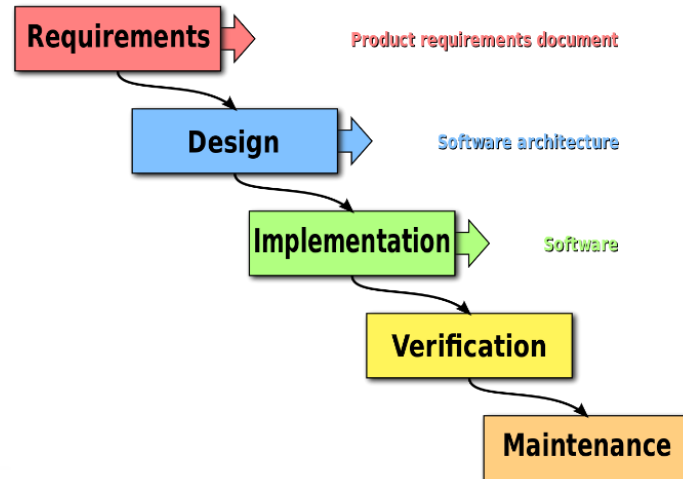 Requirements
Product requirements document
Design
Software architecture
Implementation
Software
Verification
Maintenance